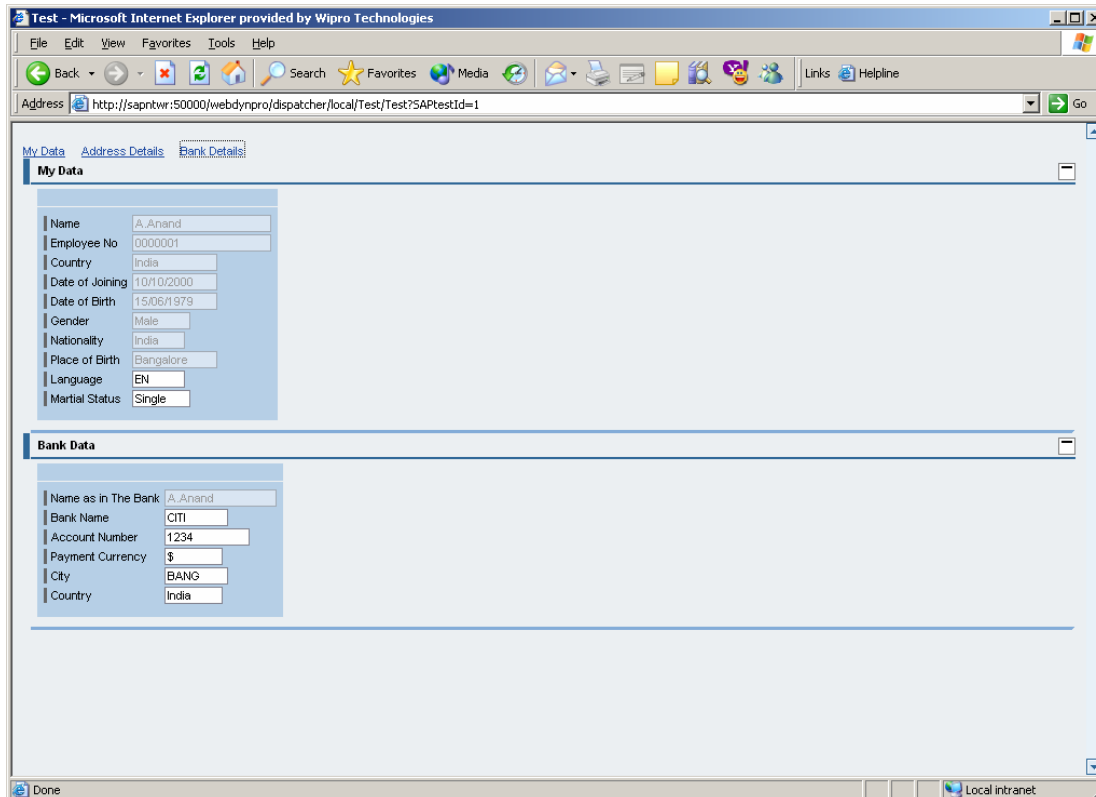 Test - Microsoft Internet Explorer provided by Wipro Technologies
File Edit View Favorites Tools Help
Back Search Favorites Media Links Helpline
Address http://sapntwr:50000/webdynpro/dispatcher/local/Test/Test?SAPtestId=1 Go
My Data Address Details Bank Details
My Data
Name A.Anand
Employee No 0000001
Country India
Date of Joining 10/10/2000
Date of Birth 15/06/1979
Gender Male
Nationality India
Place of Birth Bangalore
Language EN
Martial Status Single
Bank Data
Name as in The Bank A.Anand
Bank Name CITI
Account Number 1234
Payment Currency $
City BANG
Country India
Done Local intranet